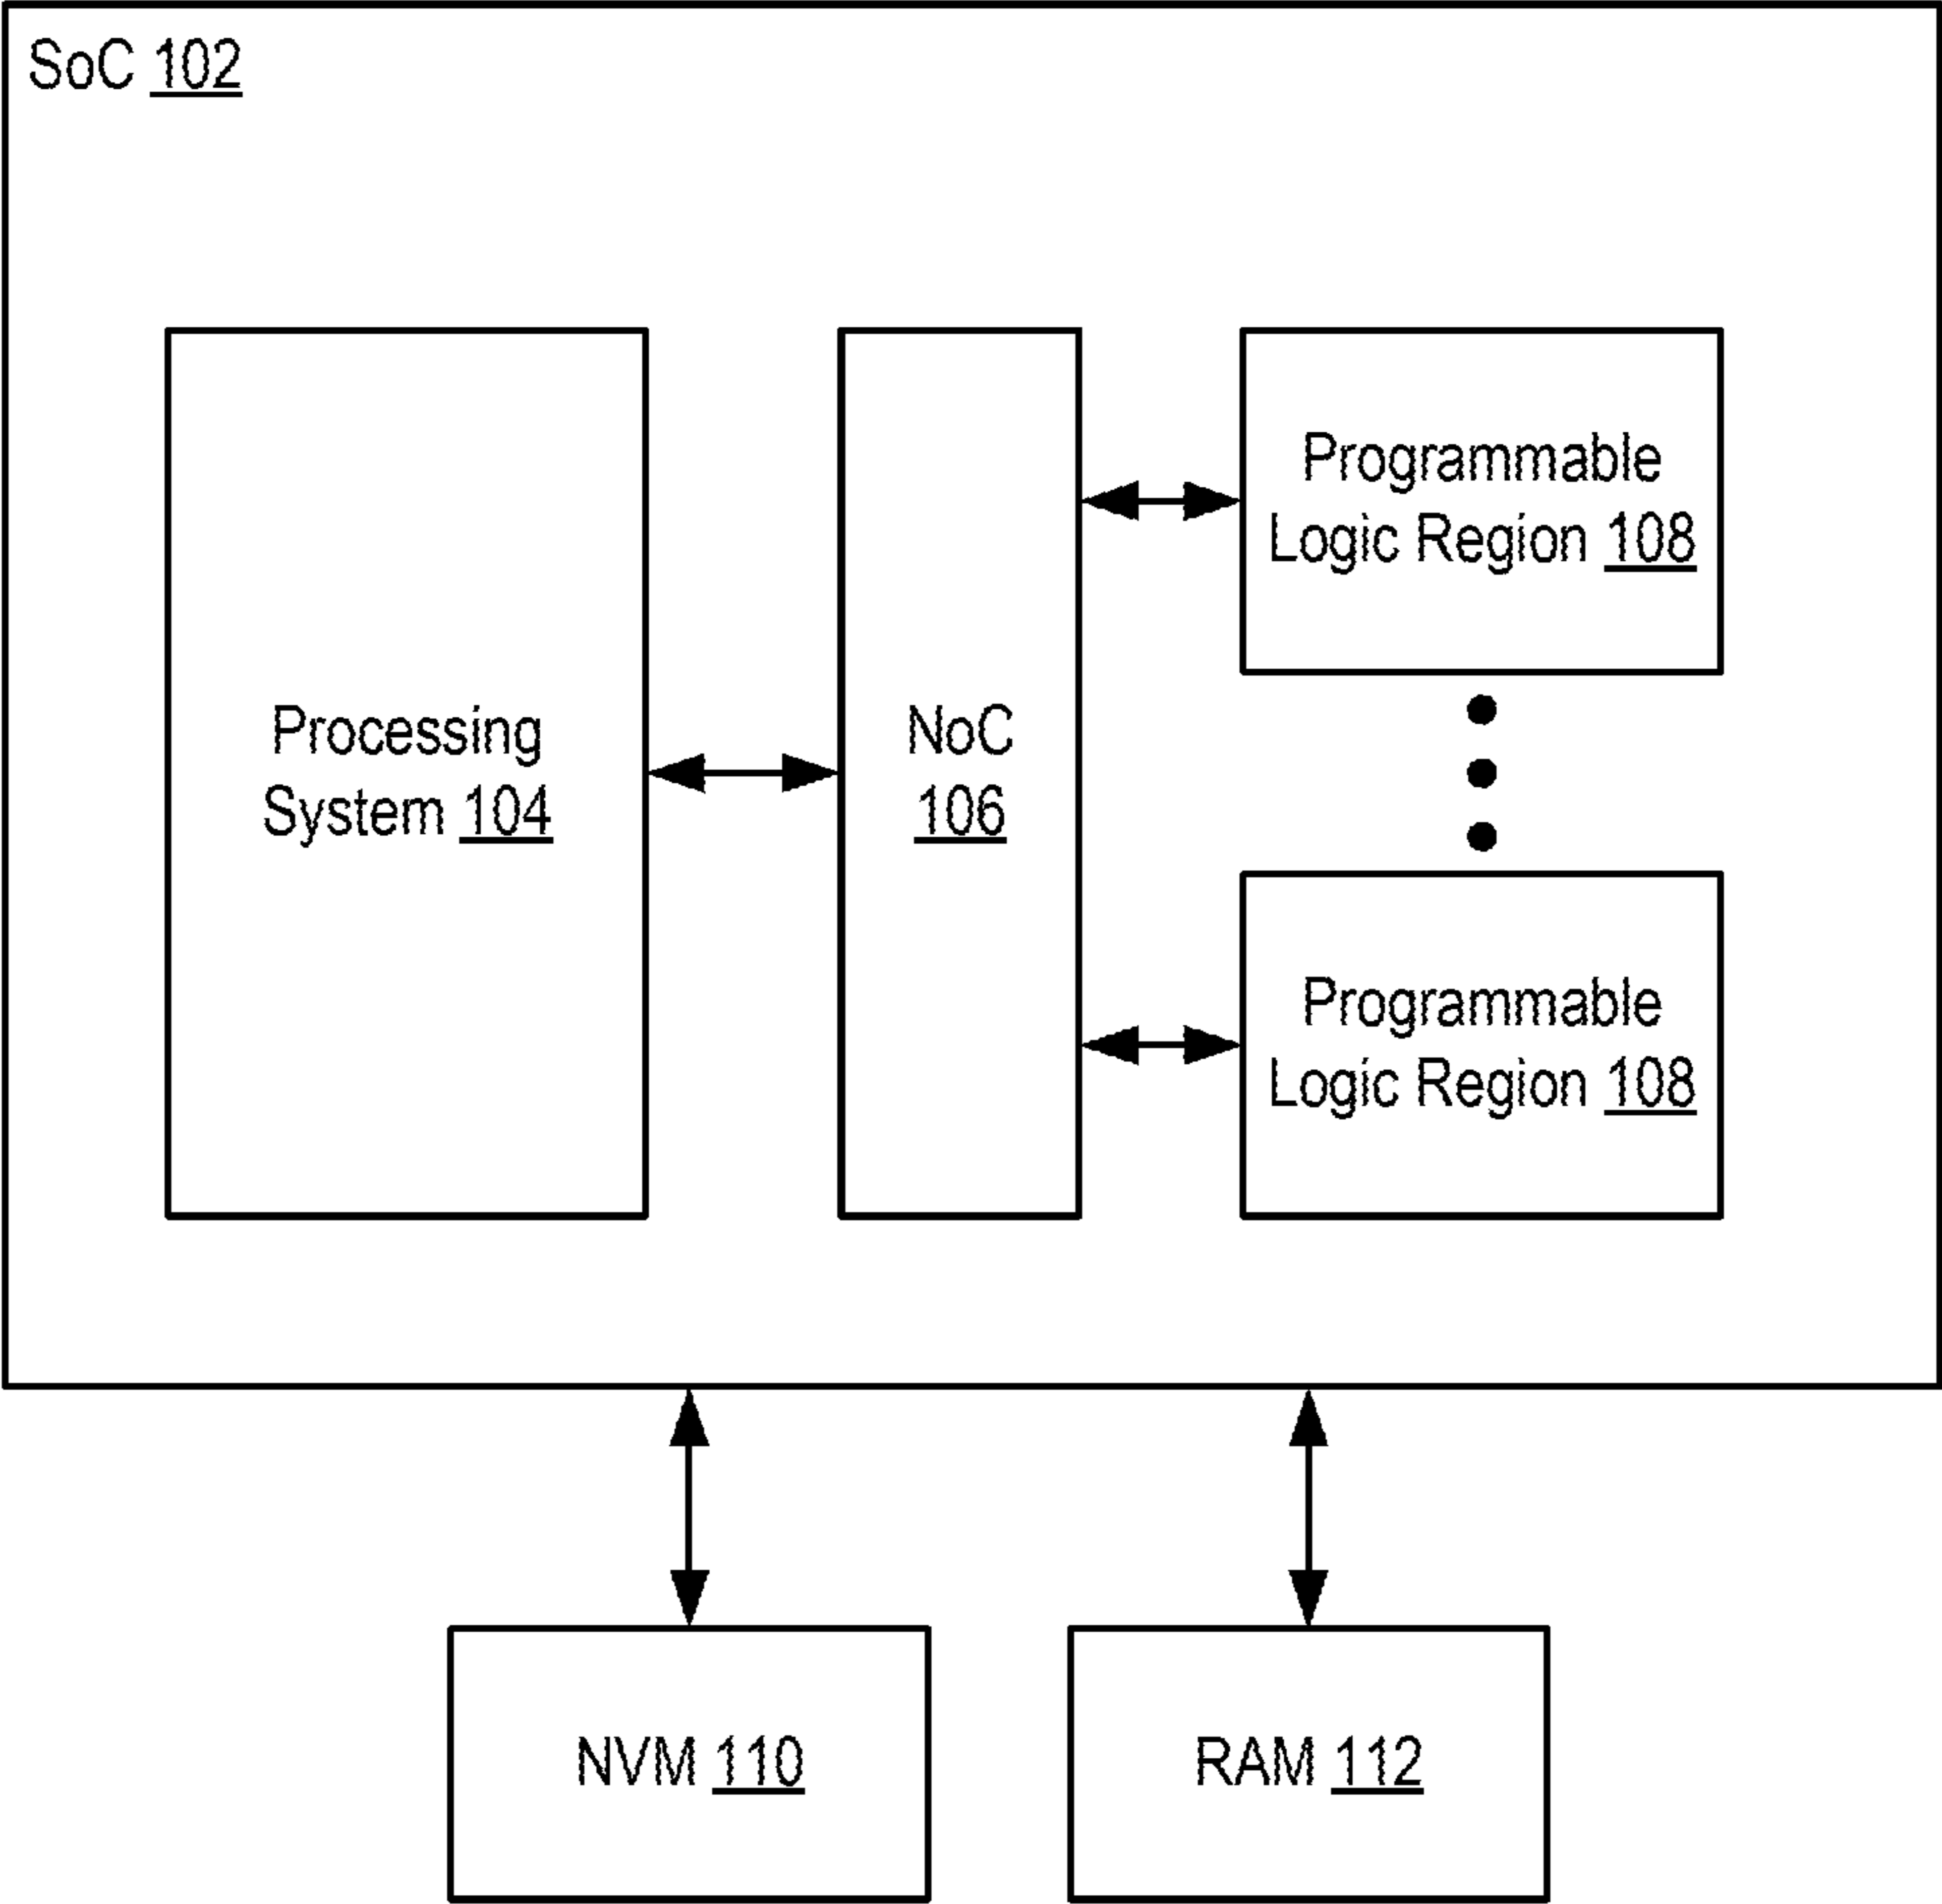 SoC 102
Processing
System 104
NoC
106
Programmable
Logic Region 108
Programmable
Logic Region 108
NVM 110
RAM 112